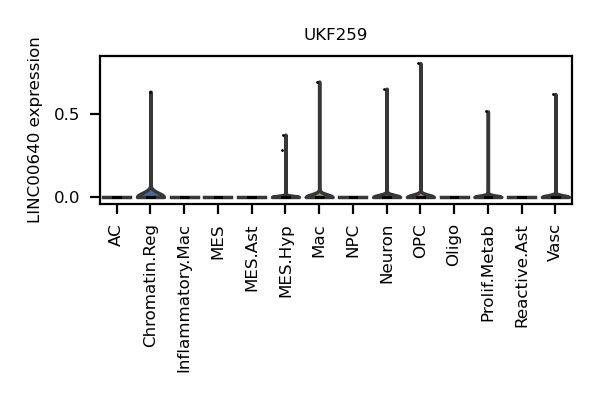 UKF259
LINC00640 expression
0.5
0.0
AC
Chromatin.Reg
Inflammatory.Mac
MES
MES.Ast
MES.Hyp
Mac
NPC
Neuron
OPC
Oligo
Prolif.Metab
Reactive.Ast
Vasc